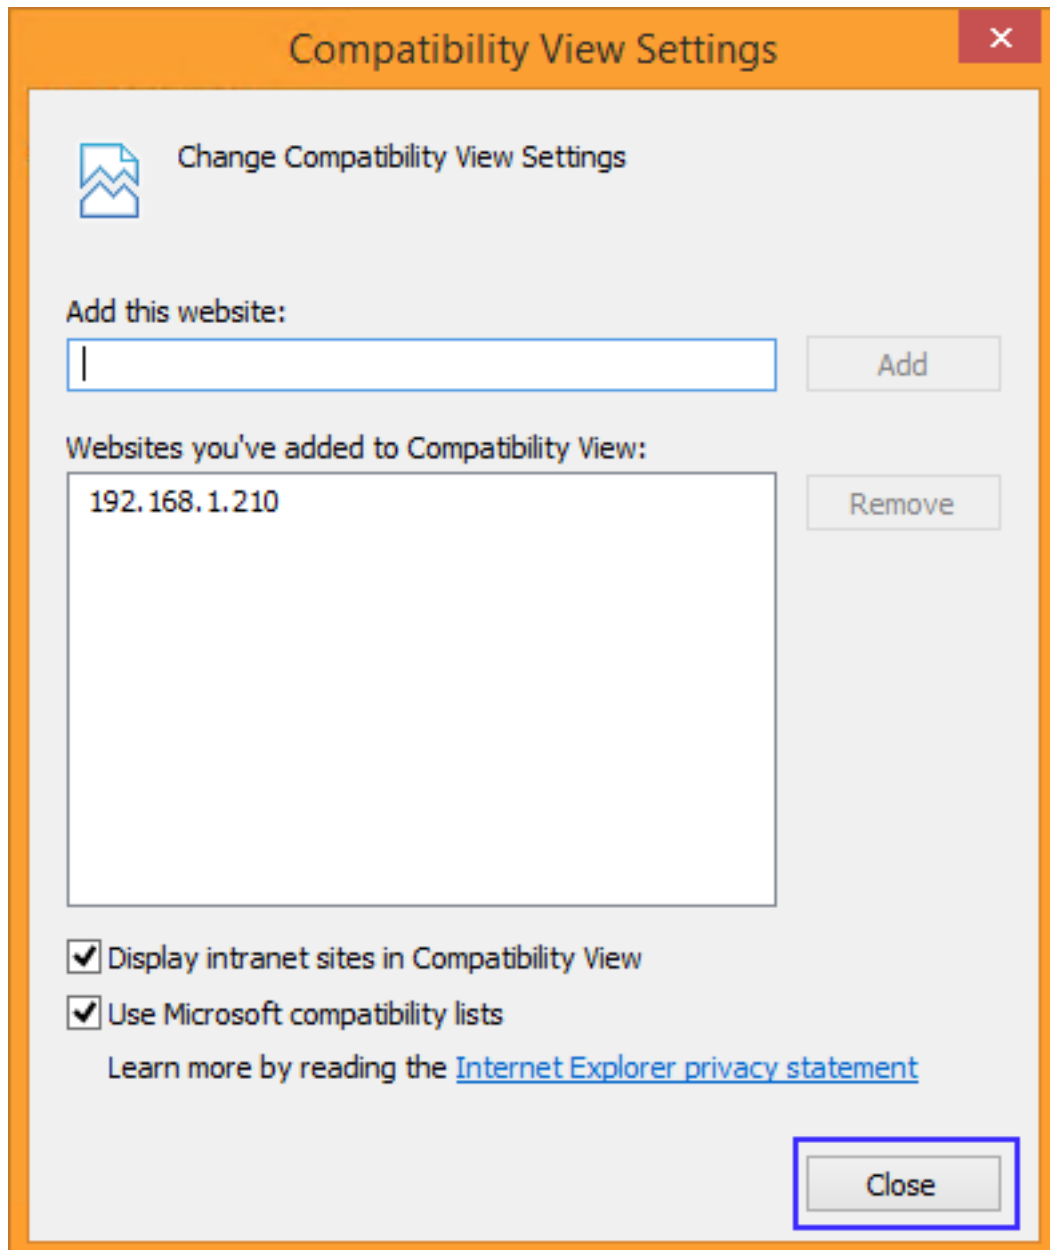 Compatibility View Settings
Change Compatibility View Settings
Add this website:
Add
Websites you've added to Compatibility View:
192.168.1.210
Remove
Display intranet sites in Compatibility View
Use Microsoft compatibility lists
Learn more by reading the Internet Explorer privacy statement
Close